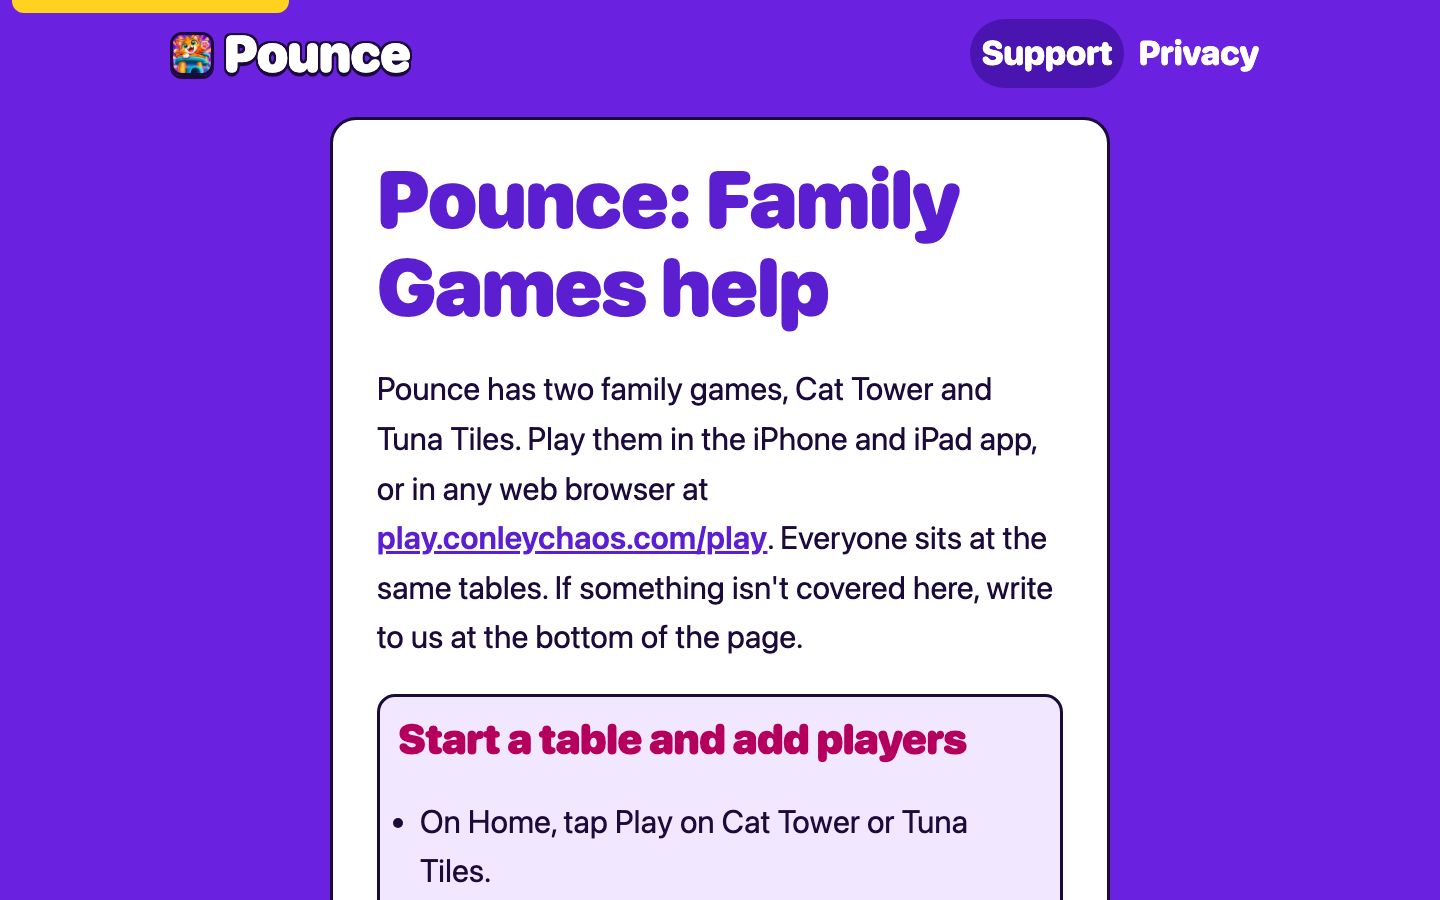 Pounce
Support Privacy
Pounce: Family
Games help
Pounce has two family games, Cat Tower and
Tuna Tiles. Play them in the iPhone and iPad app,
or in any web browser at
play.conleychaos.com/play. Everyone sits at the
same tables. If something isn't covered here, write
to us at the bottom of the page.
Start a table and add players
• On Home, tap Play on Cat Tower or Tuna
Tiles.